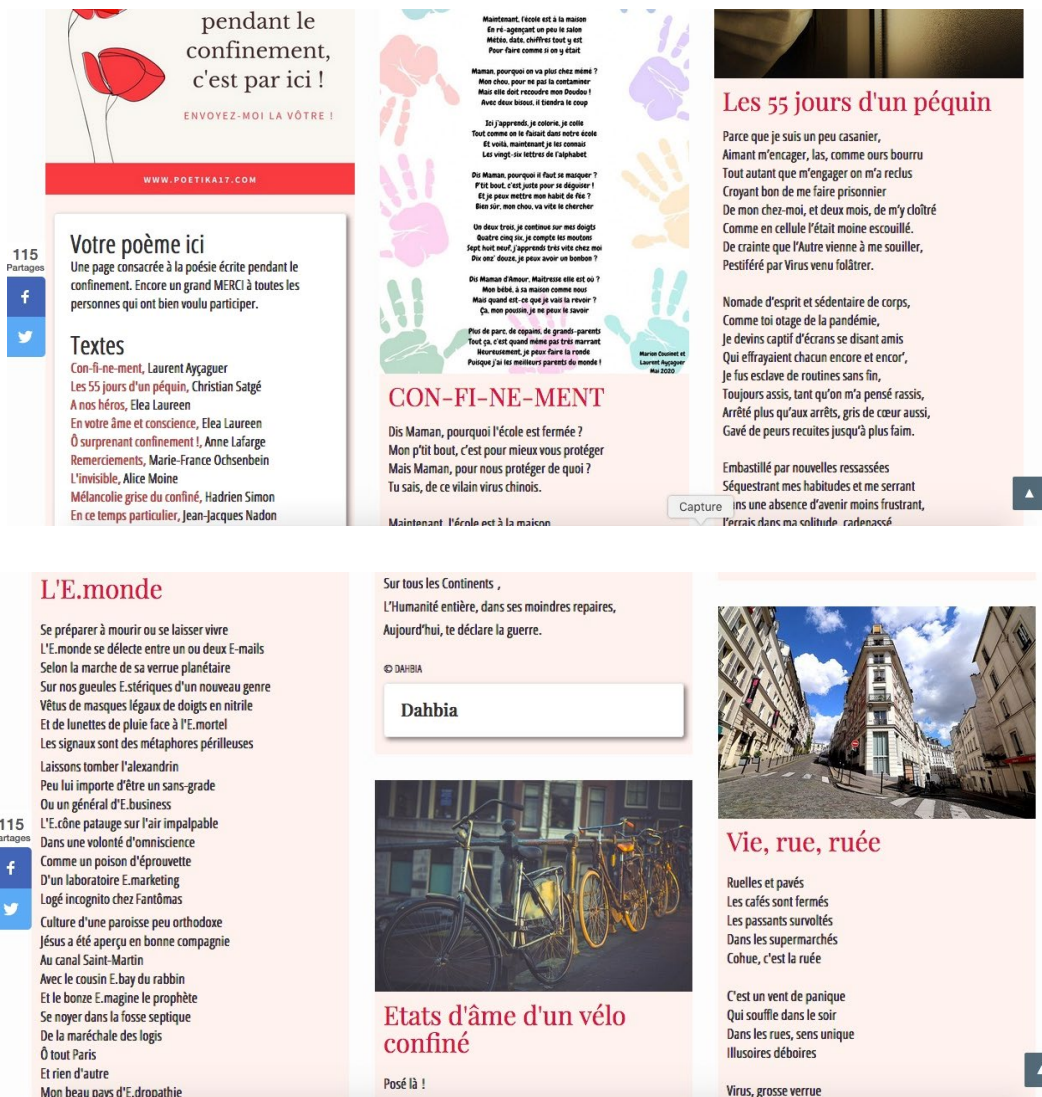 pendant le
confinement,
c'est par ici !
ENVOYEZ-MOI LA VÔTRE !
WWW.POETIKA17.COM
115
Partages
Votre poème ici
Une page consacrée à la poésie écrite pendant le
confinement. Encore un grand MERCI à toutes les
personnes qui ont bien voulu participer.
Textes
Con-fi-ne-ment, Laurent Ayçaguer
Les 55 jours d'un péquin, Christian Satgé
A nos héros, Elea Laureen
En votre âme et conscience, Elea Laureen
Ô surprenant confinement !, Anne Lafarge
Remerciements, Marie-France Ochsenbein
L'invisible, Alice Moine
Mélancolie grise du confiné, Hadrien Simon
En ce temps particulier, Jean-Jacques Nadon
Maintenant, l'école est à la maison
En ré-agençant un peu le salon
Météo, date, chiffres tout y est
Pour faire comme si on y était
Maman, pourquoi on va plus chez mémé ?
Mon chou, pour ne pas la contaminer
Mais elle doit recoudre mon Doudou !
Avec deux bisous, il tiendra le coup
Ici j'apprends, je colorie, je colle
Tout comme on le faisait dans notre école
Et voilà, maintenant je les connais
Les vingt-six lettres de l'alphabet
Dis Maman, pourquoi il faut se masquer ?
P'tit bout, c'est juste pour se déguiser !
Et je peux mettre mon habit de fée ?
Bien sûr, mon chou, va vite le chercher
Un deux trois, je continue sur mes doigts
Quatre cinq six, je compte les moutons
Sept huit neuf, j'apprends très vite chez moi
Dix onz' douze, je peux avoir un bonbon ?
Dis Maman d'Amour, Maîtresse elle est où ?
Mon bébé, à sa maison comme nous
Mais quand est-ce que je vais la revoir ?
Ça, mon poussin, je ne peux le savoir
Plus de parc, de copains, de grands-parents
Tout ça, c'est quand même pas très marrant
Heureusement, je peux faire la ronde
Puisque j'ai les meilleurs parents du monde !
Marion Cousinet et
Laurent Ayçaguer
Mai 2020
CON-FI-NE-MENT
Dis Maman, pourquoi l'école est fermée ?
Mon p'tit bout, c'est pour mieux vous protéger
Mais Maman, pour nous protéger de quoi ?
Tu sais, de ce vilain virus chinois.
Maintenant, l'école est à la maison
Les 55 jours d'un péquin
Parce que je suis un peu casanier,
Aimant m'encager, las, comme ours bourru
Tout autant que m'engager on m'a reclus
Croyant bon de me faire prisonnier
De mon chez-moi, et deux mois, de m'y cloîtré
Comme en cellule l'était moine escouillé.
De crainte que l'Autre vienne à me souiller,
Pestiféré par Virus venu folâtrer.
Nomade d'esprit et sédentaire de corps,
Comme toi otage de la pandémie,
Je devins captif d'écrans se disant amis
Qui effrayaient chacun encore et encor',
Je fus esclave de routines sans fin,
Toujours assis, tant qu'on m'a pensé rassis,
Arrêté plus qu'aux arrêts, gris de cœur aussi,
Gavé de peurs recuites jusqu'à plus faim.
Embastillé par nouvelles ressassées
Séquestrant mes habitudes et me serrant
ns une absence d'avenir moins frustrant,
J'errais dans ma solitude, cadenassé
Capture
L'E.monde
Se préparer à mourir ou se laisser vivre
L'E.monde se délecte entre un ou deux E-mails
Selon la marche de sa verrue planétaire
Sur nos gueules E.stériques d'un nouveau genre
Vêtus de masques légaux de doigts en nitrile
Et de lunettes de pluie face à l'E.mortel
Les signaux sont des métaphores périlleuses
Laissons tomber l'alexandrin
Peu lui importe d'être un sans-grade
Ou un général d'E.business
L'E.cône patauge sur l'air impalpable
Dans une volonté d'omniscience
Comme un poison d'éprouvette
D'un laboratoire E.marketing
Logé incognito chez Fantômas
Culture d'une paroisse peu orthodoxe
Jésus a été aperçu en bonne compagnie
Au canal Saint-Martin
Avec le cousin E.bay du rabbin
Et le bonze E.magine le prophète
Se noyer dans la fosse septique
De la maréchale des logis
Ô tout Paris
Et rien d'autre
Mon beau pays d'E.dropathie
115
artages
Sur tous les Continents ,
L'Humanité entière, dans ses moindres repaires,
Aujourd'hui, te déclare la guerre.
© DAHBIA
Dahbia
Etats d'âme d'un vélo
confiné
Posé là !
Vie, rue, ruée
Ruelles et pavés
Les cafés sont fermés
Les passants survoltés
Dans les supermarchés
Cohue, c'est la ruée
C'est un vent de panique
Qui souffle dans le soir
Dans les rues, sens unique
Illusoires déboires
Virus, grosse verrue